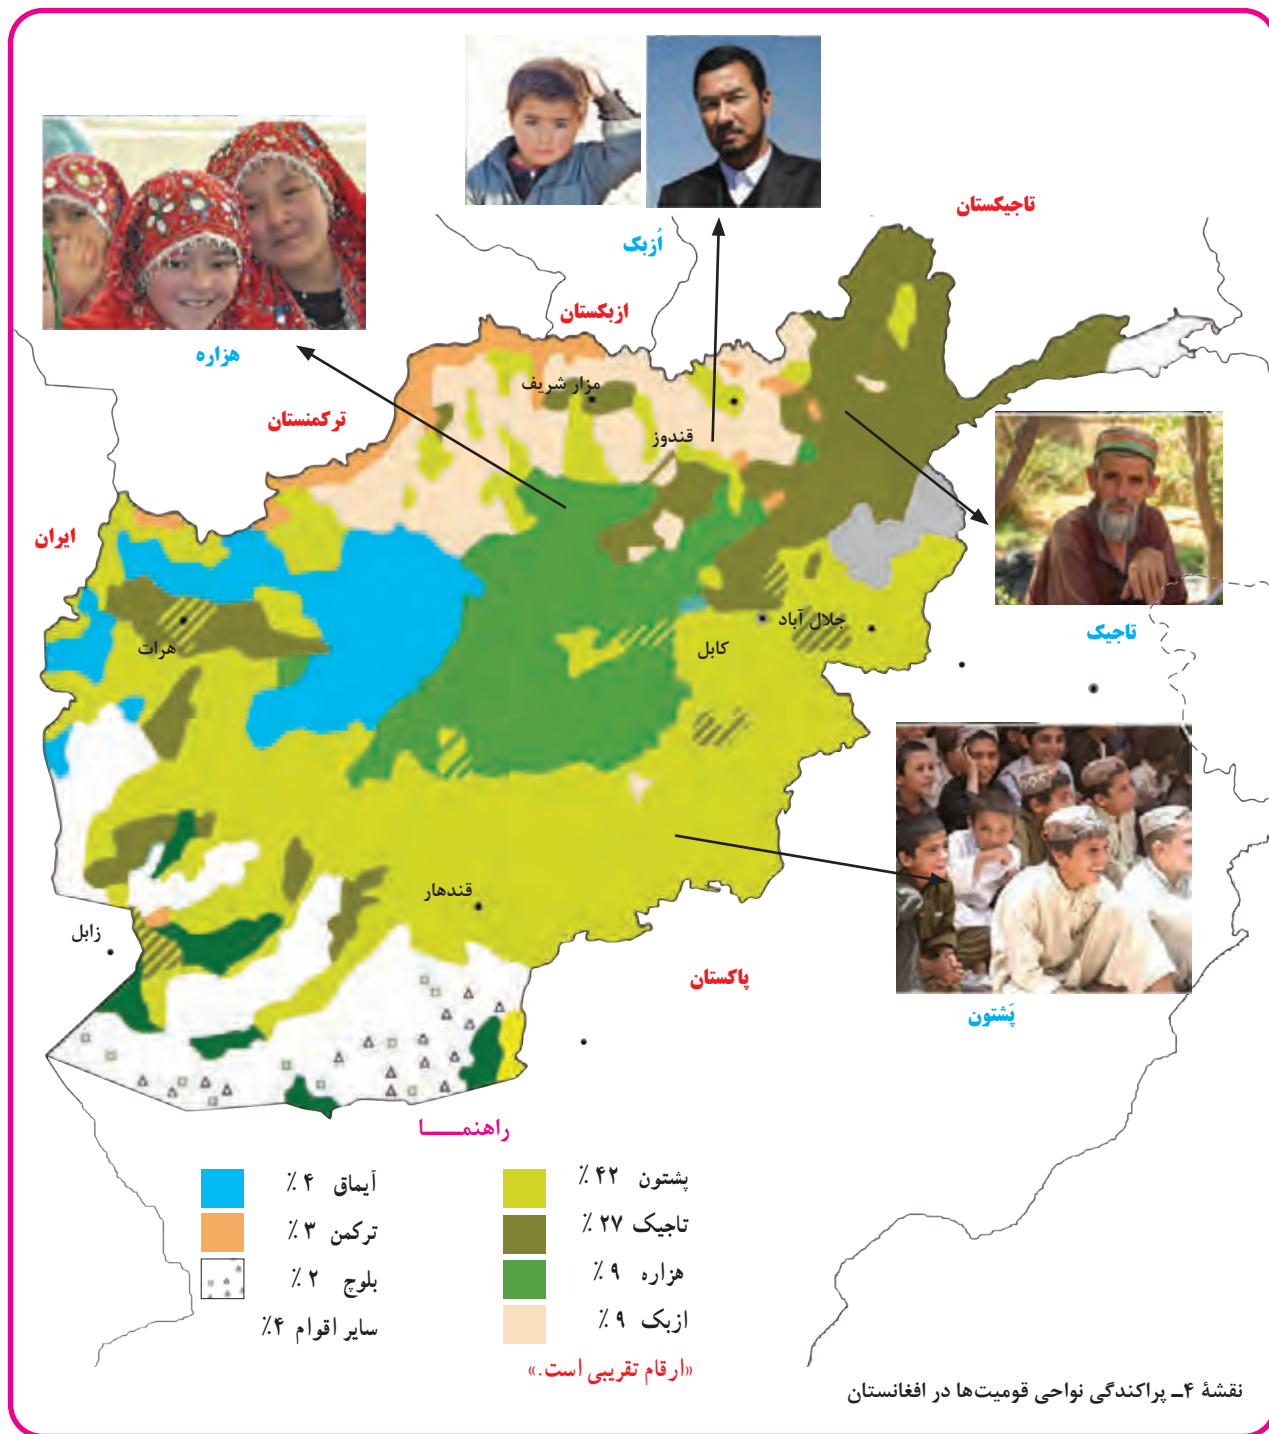 تاجیکستان
اُزبک
ازبکستان
هزاره
مزار شریف
ترکمنستان
قندوز
ایران
جلال آباد
تاجیک
هرات
کابل
قندهار
زابل
پاکستان
پَشتون
راهنمــــا
پشتون ۴۲ ٪
تاجیک ۲۷ ٪
هزاره ۹ ٪
ازبک ۹ ٪
آیماق ۴ ٪
ترکمن ۳ ٪
بلوچ ۲ ٪
سایر اقوام ۴٪
«ارقام تقریبی است.»
نقشهٔ ۴ــ پراکندگی نواحی قومیت‌ها در افغانستان